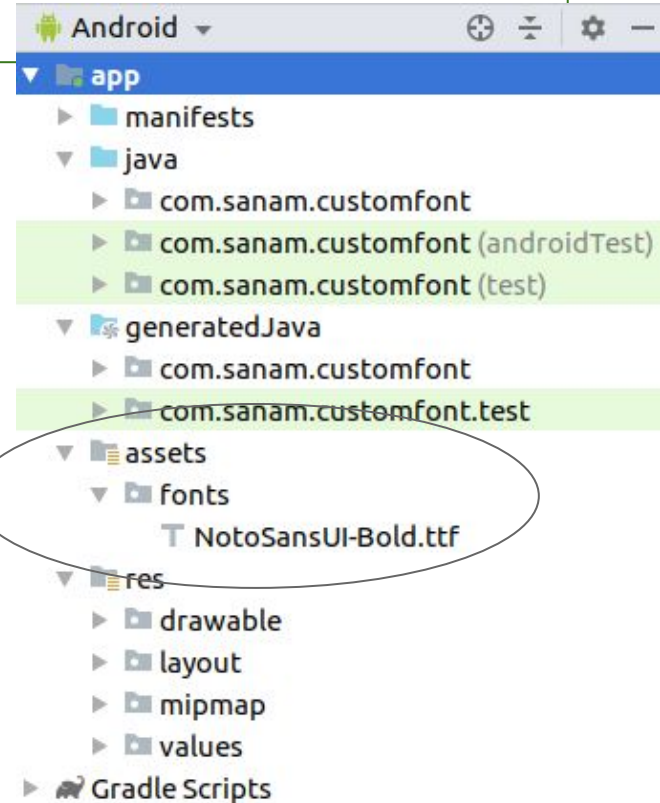 Android
app
manifests
java
com.sanam.customfont
com.sanam.customfont (androidTest)
com.sanam.customfont (test)
generatedJava
com.sanam.customfont
com.sanam.customfont.test
assets
fonts
NotoSansUI-Bold.ttf
res
drawable
layout
mipmap
values
Gradle Scripts